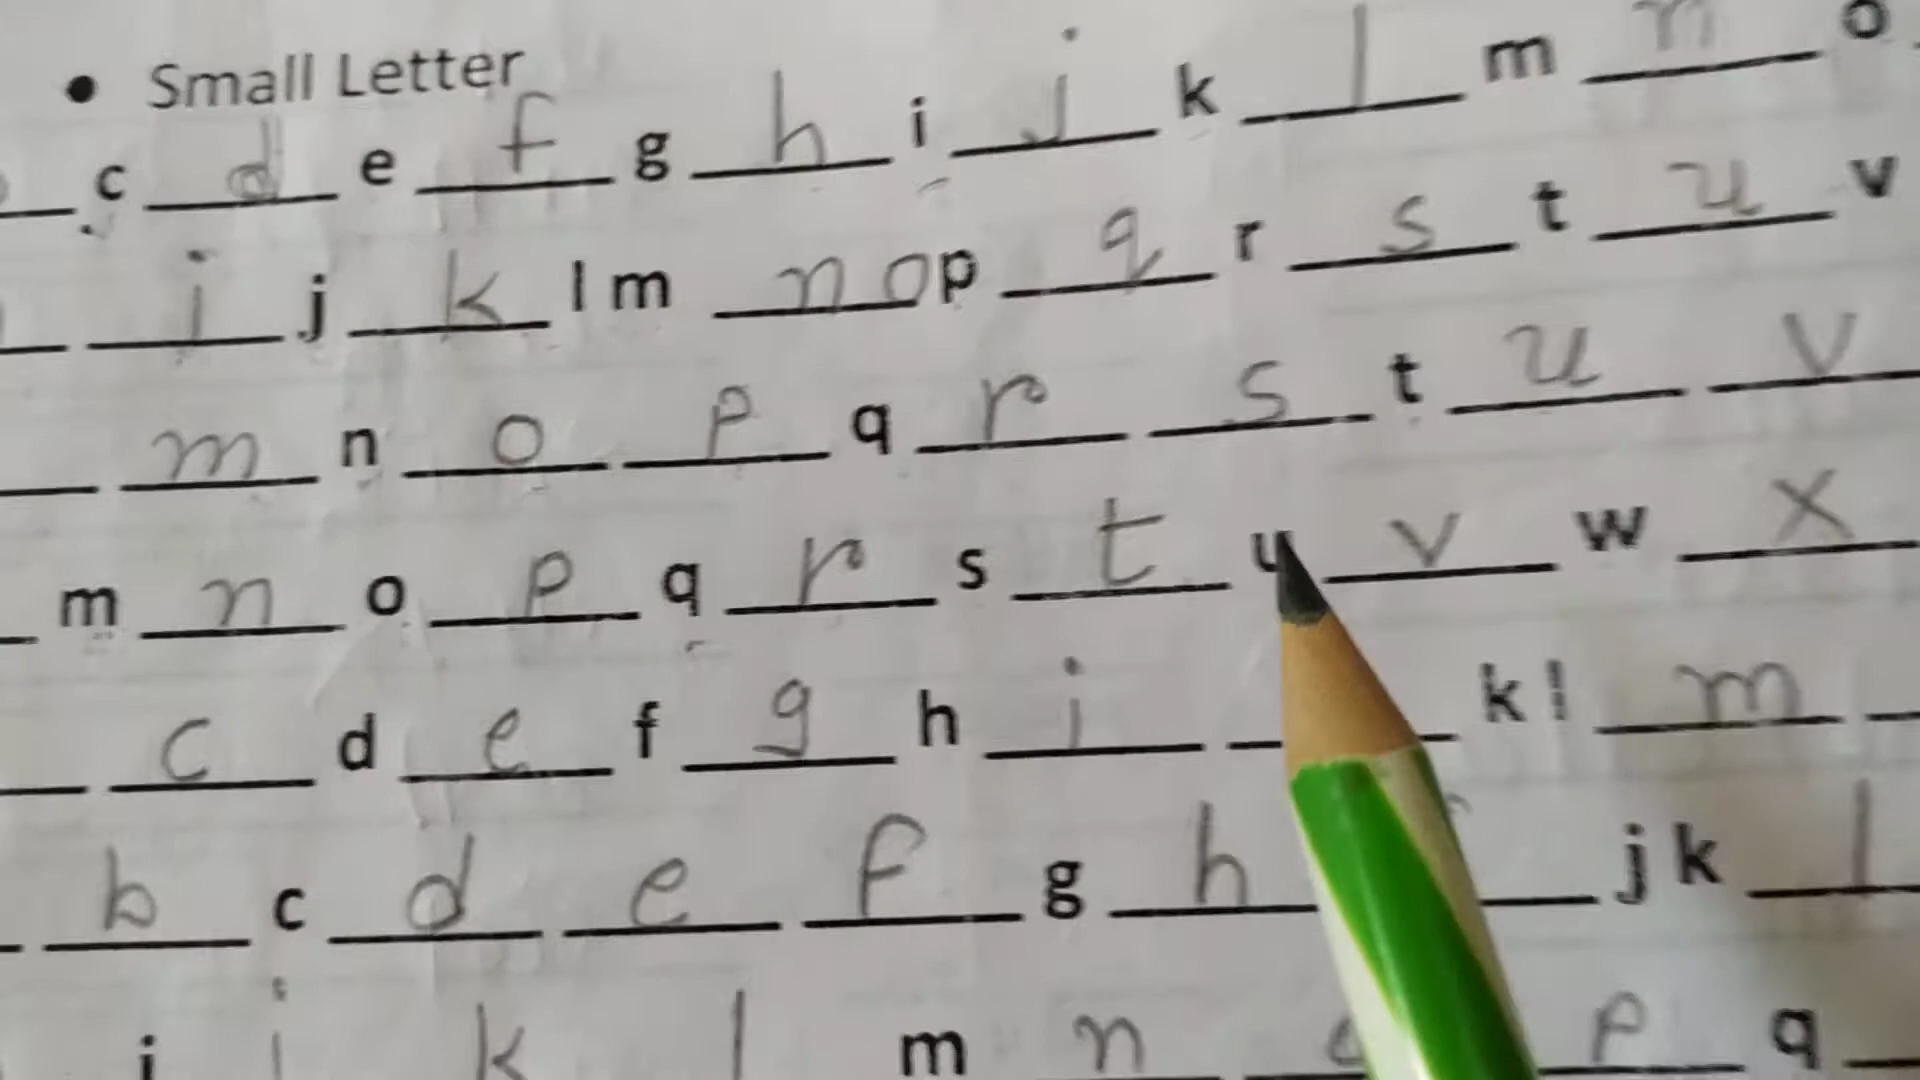 • Small Letter
c d e f g h i j k l m n o
i j k l m n o p q r s t u v
m n o p q r s t u v
m n o p q r s t u v w x
c d e f g h i k l m
b c d e f g h j k l
i j k l m n p q